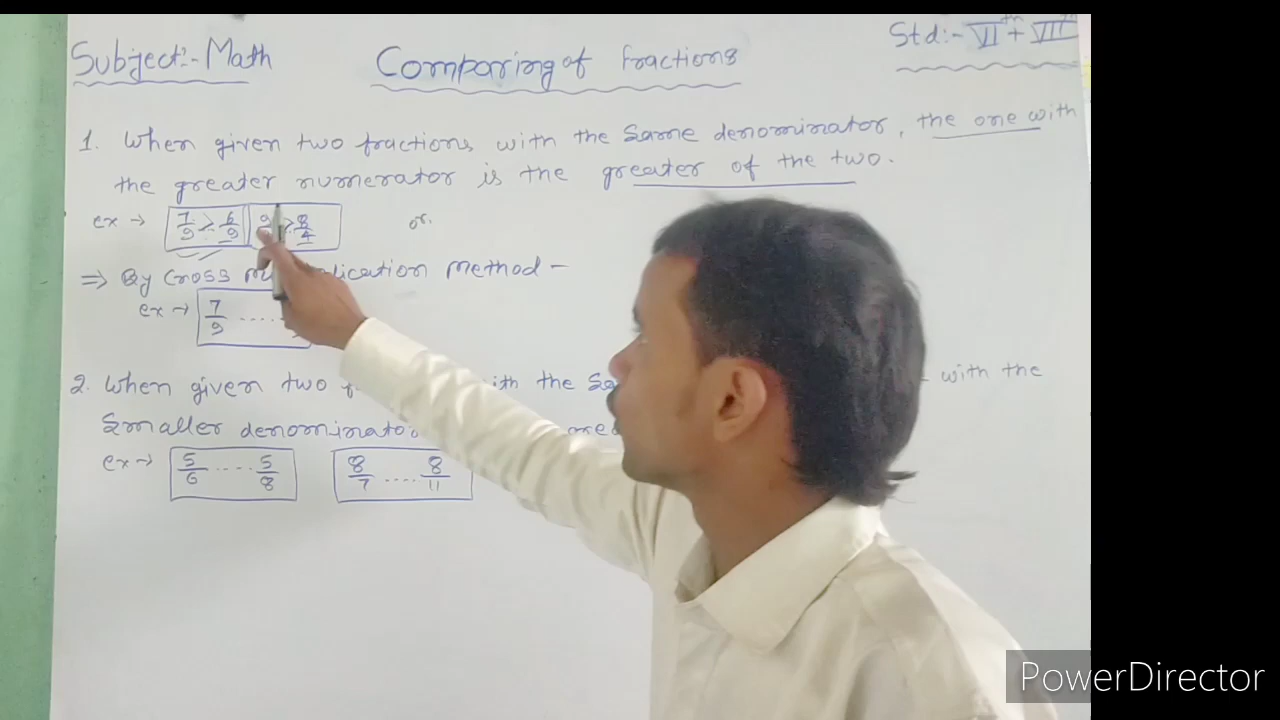 Subject:- Math
Comparing of fractions
Std:- VIth + VIIth
1. When given two fractions with the same denominator, the one with
the greater numerator is the greater of the two.
ex → 7/9 > 6/9 > 8/4 or
⇒ By Cross method -
ex → 7/9 .....
2. When given two with the with the
Smaller denominator
ex → 5/6 ..... 5/8 8/7 ..... 8/11
PowerDirector